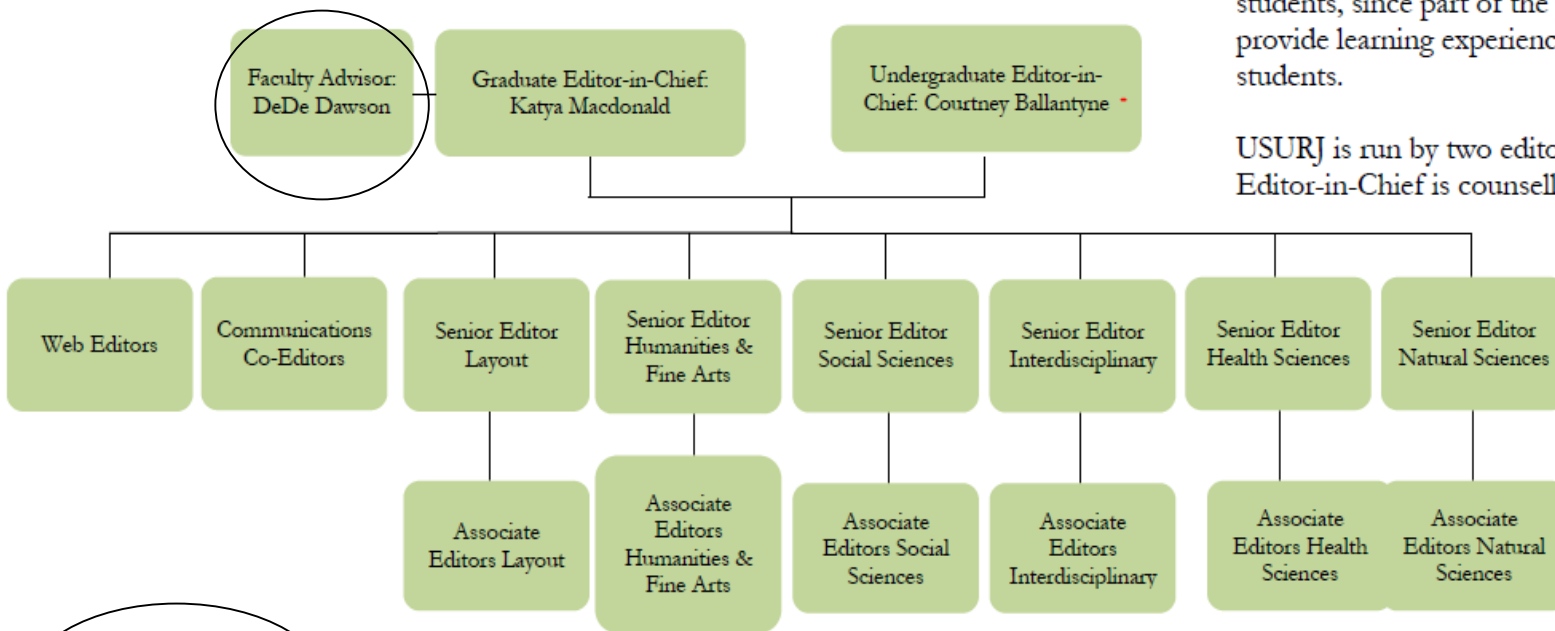 students, since part of the
provide learning experienc
students.
USURJ is run by two edito
Editor-in-Chief is counsell
Faculty Advisor:
DeDe Dawson
Graduate Editor-in-Chief:
Katya Macdonald
Undergraduate Editor-in-
Chief: Courtney Ballantyne
Web Editors
Communications
Co-Editors
Senior Editor
Layout
Senior Editor
Humanities &
Fine Arts
Senior Editor
Social Sciences
Senior Editor
Interdisciplinary
Senior Editor
Health Sciences
Senior Editor
Natural Sciences
Associate
Editors Layout
Associate
Editors
Humanities &
Fine Arts
Associate
Editors Social
Sciences
Associate
Editors
Interdisciplinary
Associate
Editors Health
Sciences
Associate
Editors Natural
Sciences